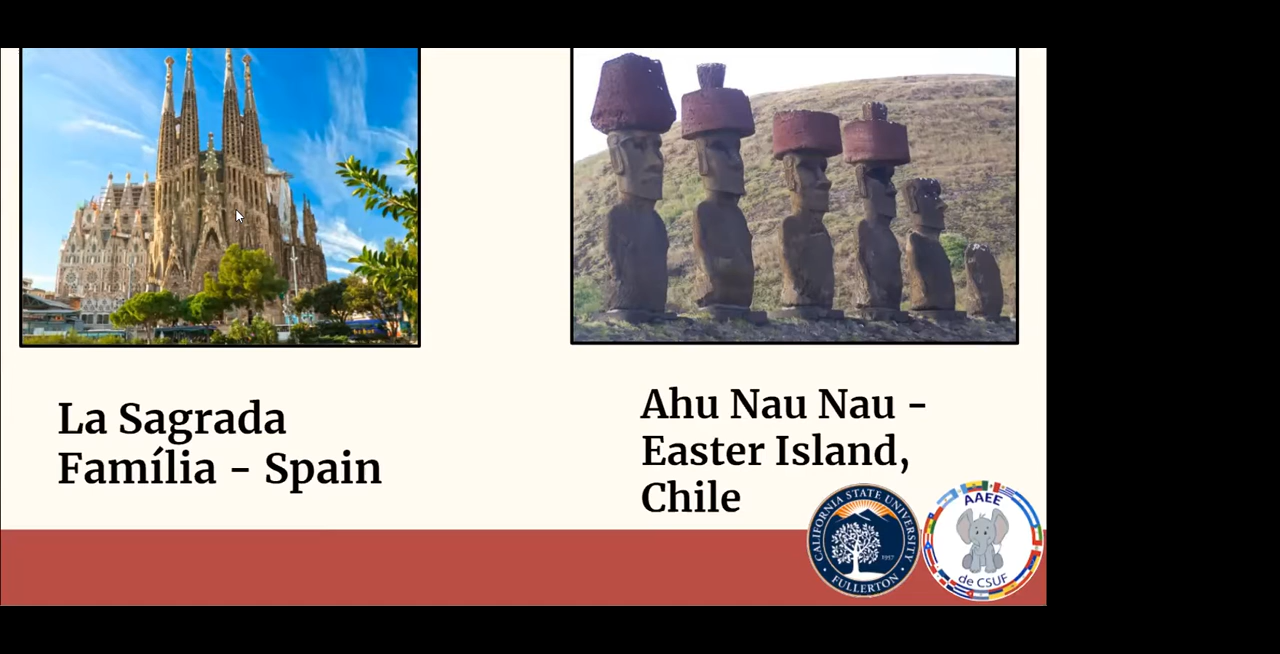 La Sagrada
Família - Spain
Ahu Nau Nau -
Easter Island,
Chile
CALIFORNIA STATE UNIVERSITY
1957
FULLERTON
AAEE
de CSUF